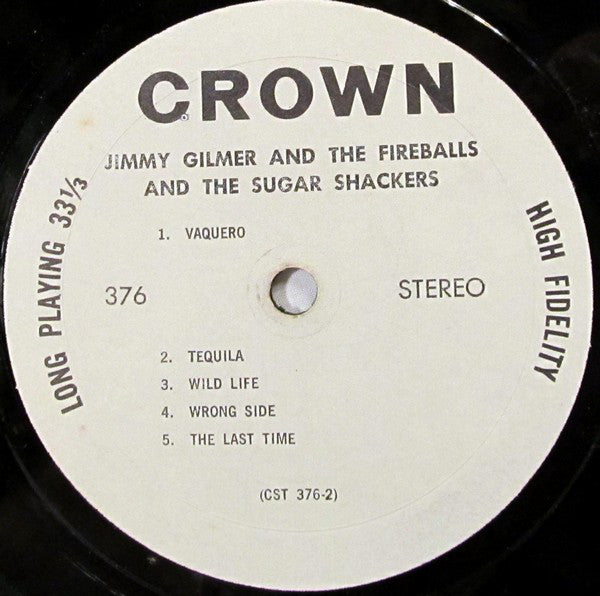 CROWN
JIMMY GILMER AND THE FIREBALLS
AND THE SUGAR SHACKERS
1. VAQUERO
376
STEREO
LONG PLAYING 33⅓
HIGH FIDELITY
2. TEQUILA
3. WILD LIFE
4. WRONG SIDE
5. THE LAST TIME
(CST 376-2)